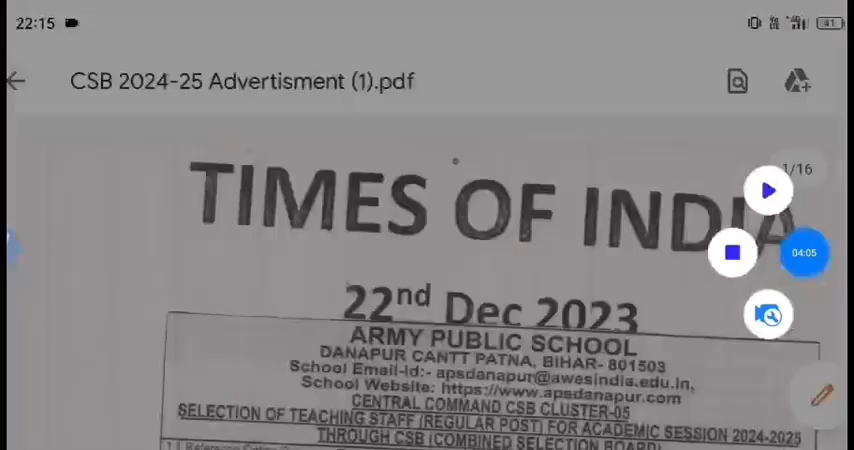 22:15
41
CSB 2024-25 Advertisment (1).pdf
1/16
TIMES OF INDIA
04:05
22nd Dec 2023
ARMY PUBLIC SCHOOL
DANAPUR CANTT PATNA, BIHAR- 801503
School Email-Id:- apsdanapur@awesindia.edu.in,
School Website: https://www.apsdanapur.com
CENTRAL COMMAND CSB CLUSTER-05
SELECTION OF TEACHING STAFF (REGULAR POST) FOR ACADEMIC SESSION 2024-2025
THROUGH CSB (COMBINED SELECTION BOARD)